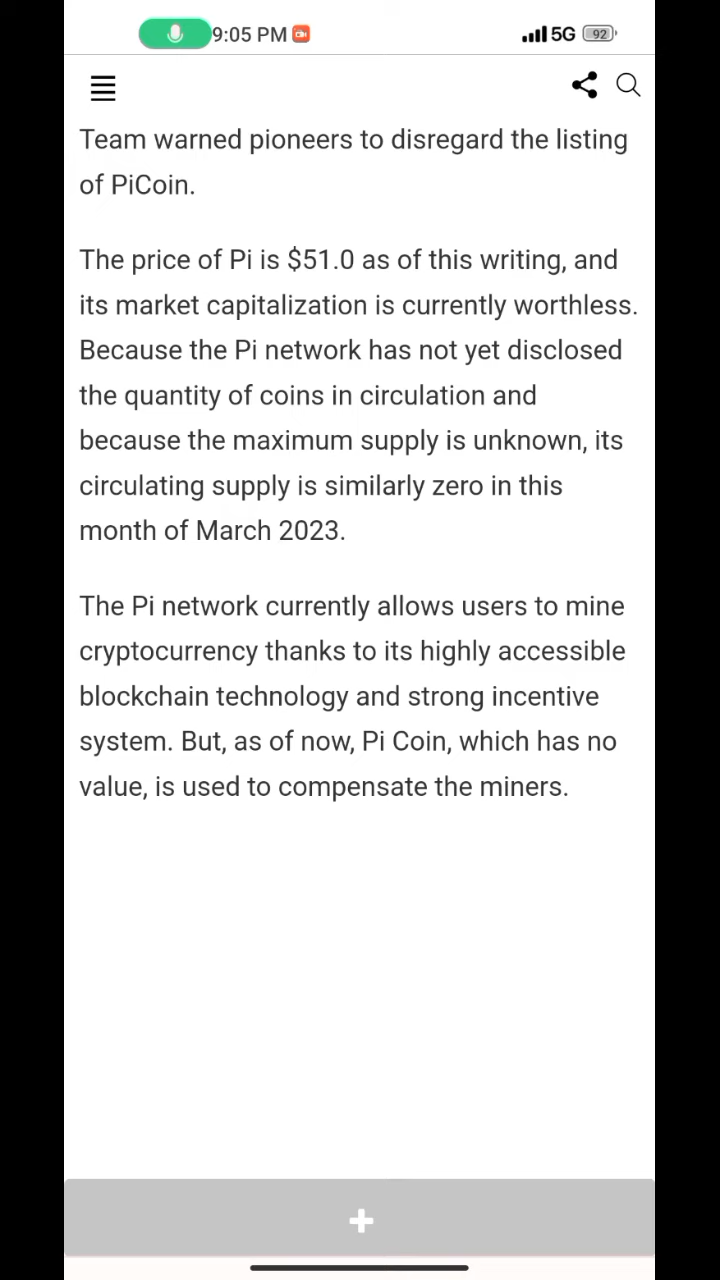 9:05 PM
5G 92
Team warned pioneers to disregard the listing
of PiCoin.
The price of Pi is $51.0 as of this writing, and
its market capitalization is currently worthless.
Because the Pi network has not yet disclosed
the quantity of coins in circulation and
because the maximum supply is unknown, its
circulating supply is similarly zero in this
month of March 2023.
The Pi network currently allows users to mine
cryptocurrency thanks to its highly accessible
blockchain technology and strong incentive
system. But, as of now, Pi Coin, which has no
value, is used to compensate the miners.